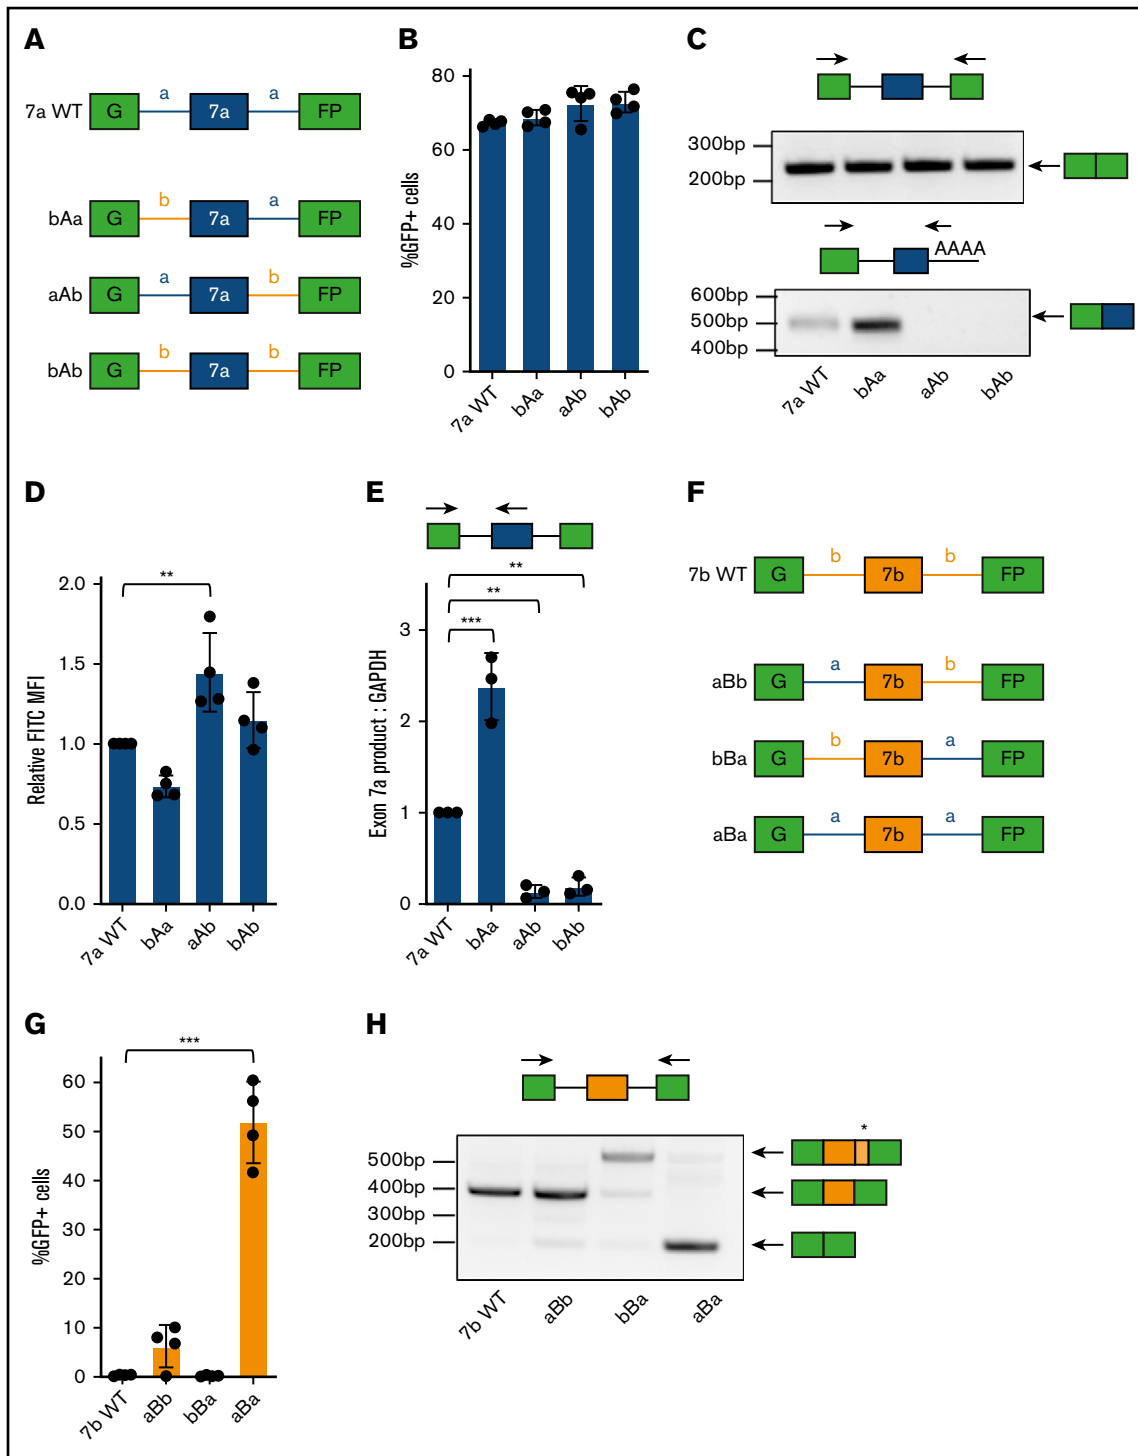 A
7a WT
G
a
7a
a
FP
bAa
G
b
7a
a
FP
aAb
G
a
7a
b
FP
bAb
G
b
7a
b
FP
B
%GFP+ cells
80
60
40
20
0
7a WT
bAa
aAb
bAb
C
300bp
200bp
AAAA
600bp
500bp
400bp
7a WT
bAa
aAb
bAb
D
Relative FITC MFI
2.0
1.5
1.0
0.5
0.0
**
7a WT
bAa
aAb
bAb
E
Exon 7a product : GAPDH
3
2
1
0
**
**
***
7a WT
bAa
aAb
bAb
F
7b WT
G
b
7b
b
FP
aBb
G
a
7b
b
FP
bBa
G
b
7b
a
FP
aBa
G
a
7b
a
FP
G
%GFP+ cells
60
50
40
30
20
10
0
***
7b WT
aBb
bBa
aBa
H
500bp
400bp
300bp
200bp
*
7b WT
aBb
bBa
aBa